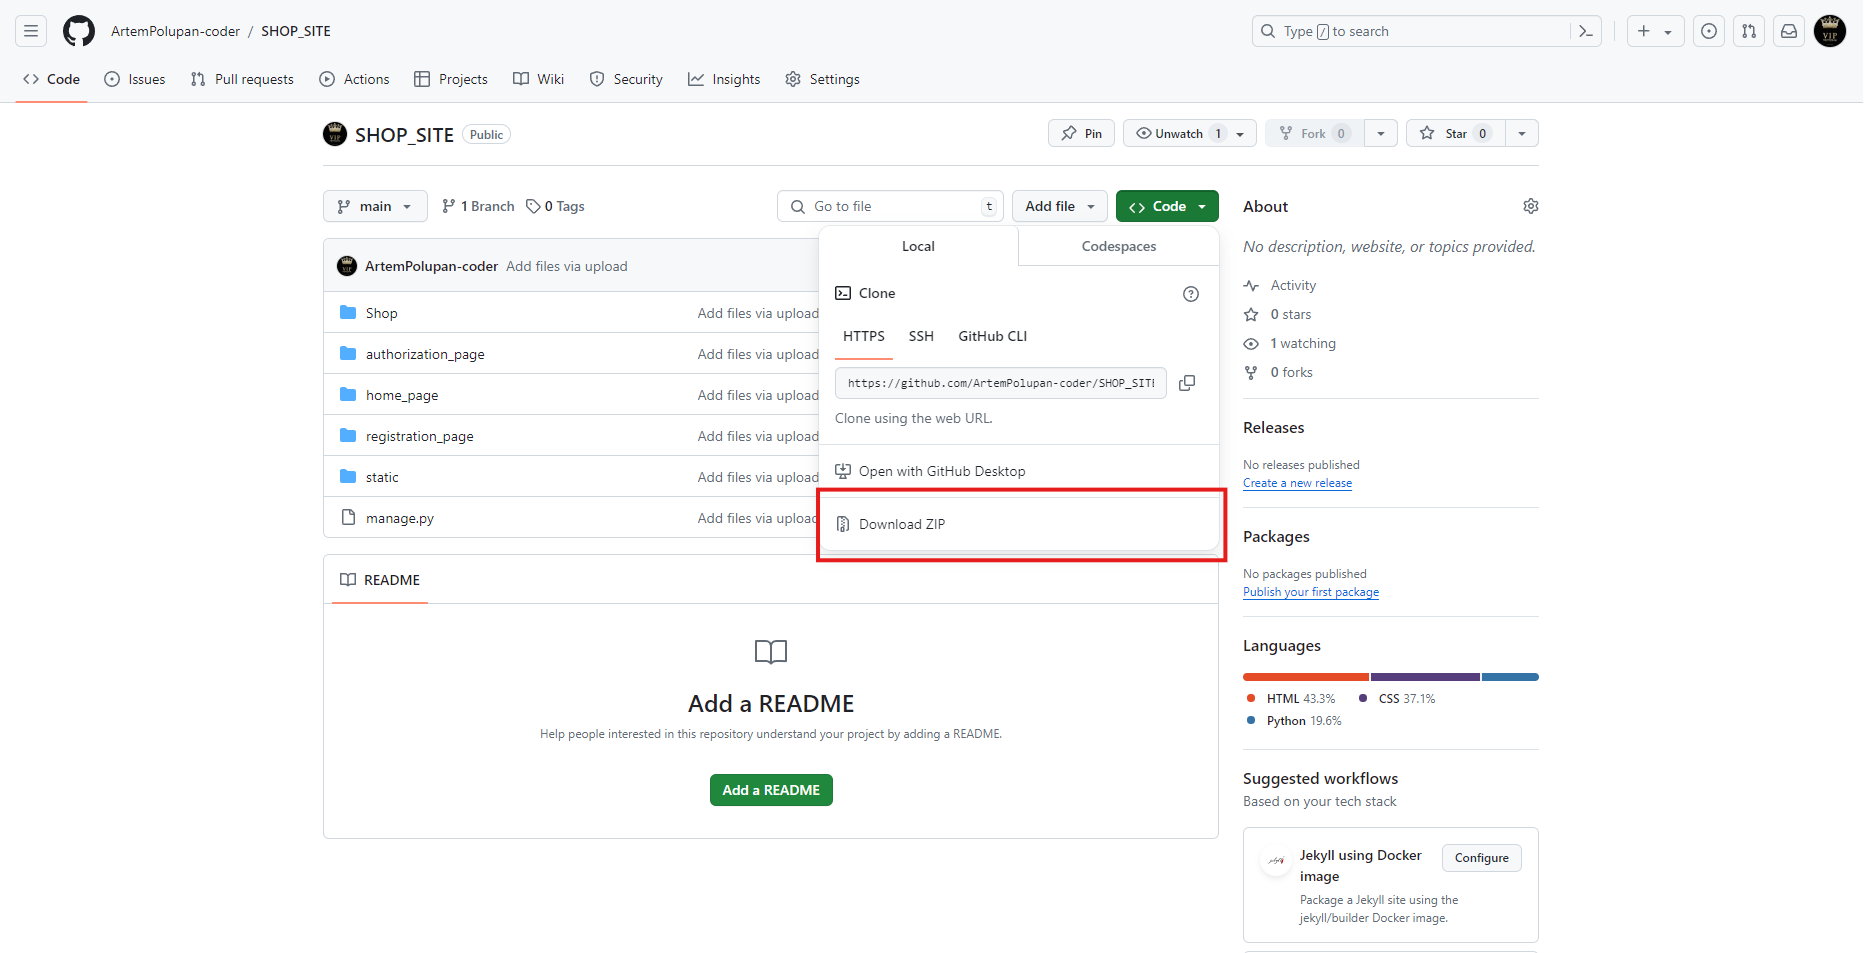 ArtemPolupan-coder / SHOP_SITE
Type / to search
Code Issues Pull requests Actions Projects Wiki Security Insights Settings
SHOP_SITE Public
Pin Unwatch 1 Fork 0 Star 0
main 1 Branch 0 Tags Go to file t Add file Code
ArtemPolupan-coder Add files via upload
Shop Add files via upload
authorization_page Add files via upload
home_page Add files via upload
registration_page Add files via upload
static Add files via upload
manage.py Add files via upload
Local Codespaces
Clone
HTTPS SSH GitHub CLI
https://github.com/ArtemPolupan-coder/SHOP_SITE
Clone using the web URL.
Open with GitHub Desktop
Download ZIP
README
Add a README
Help people interested in this repository understand your project by adding a README.
Add a README
About
No description, website, or topics provided.
Activity
0 stars
1 watching
0 forks
Releases
No releases published
Create a new release
Packages
No packages published
Publish your first package
Languages
HTML 43.3% CSS 37.1%
Python 19.6%
Suggested workflows
Based on your tech stack
Jekyll using Docker
image
Configure
Package a Jekyll site using the
jekyll/builder Docker image.